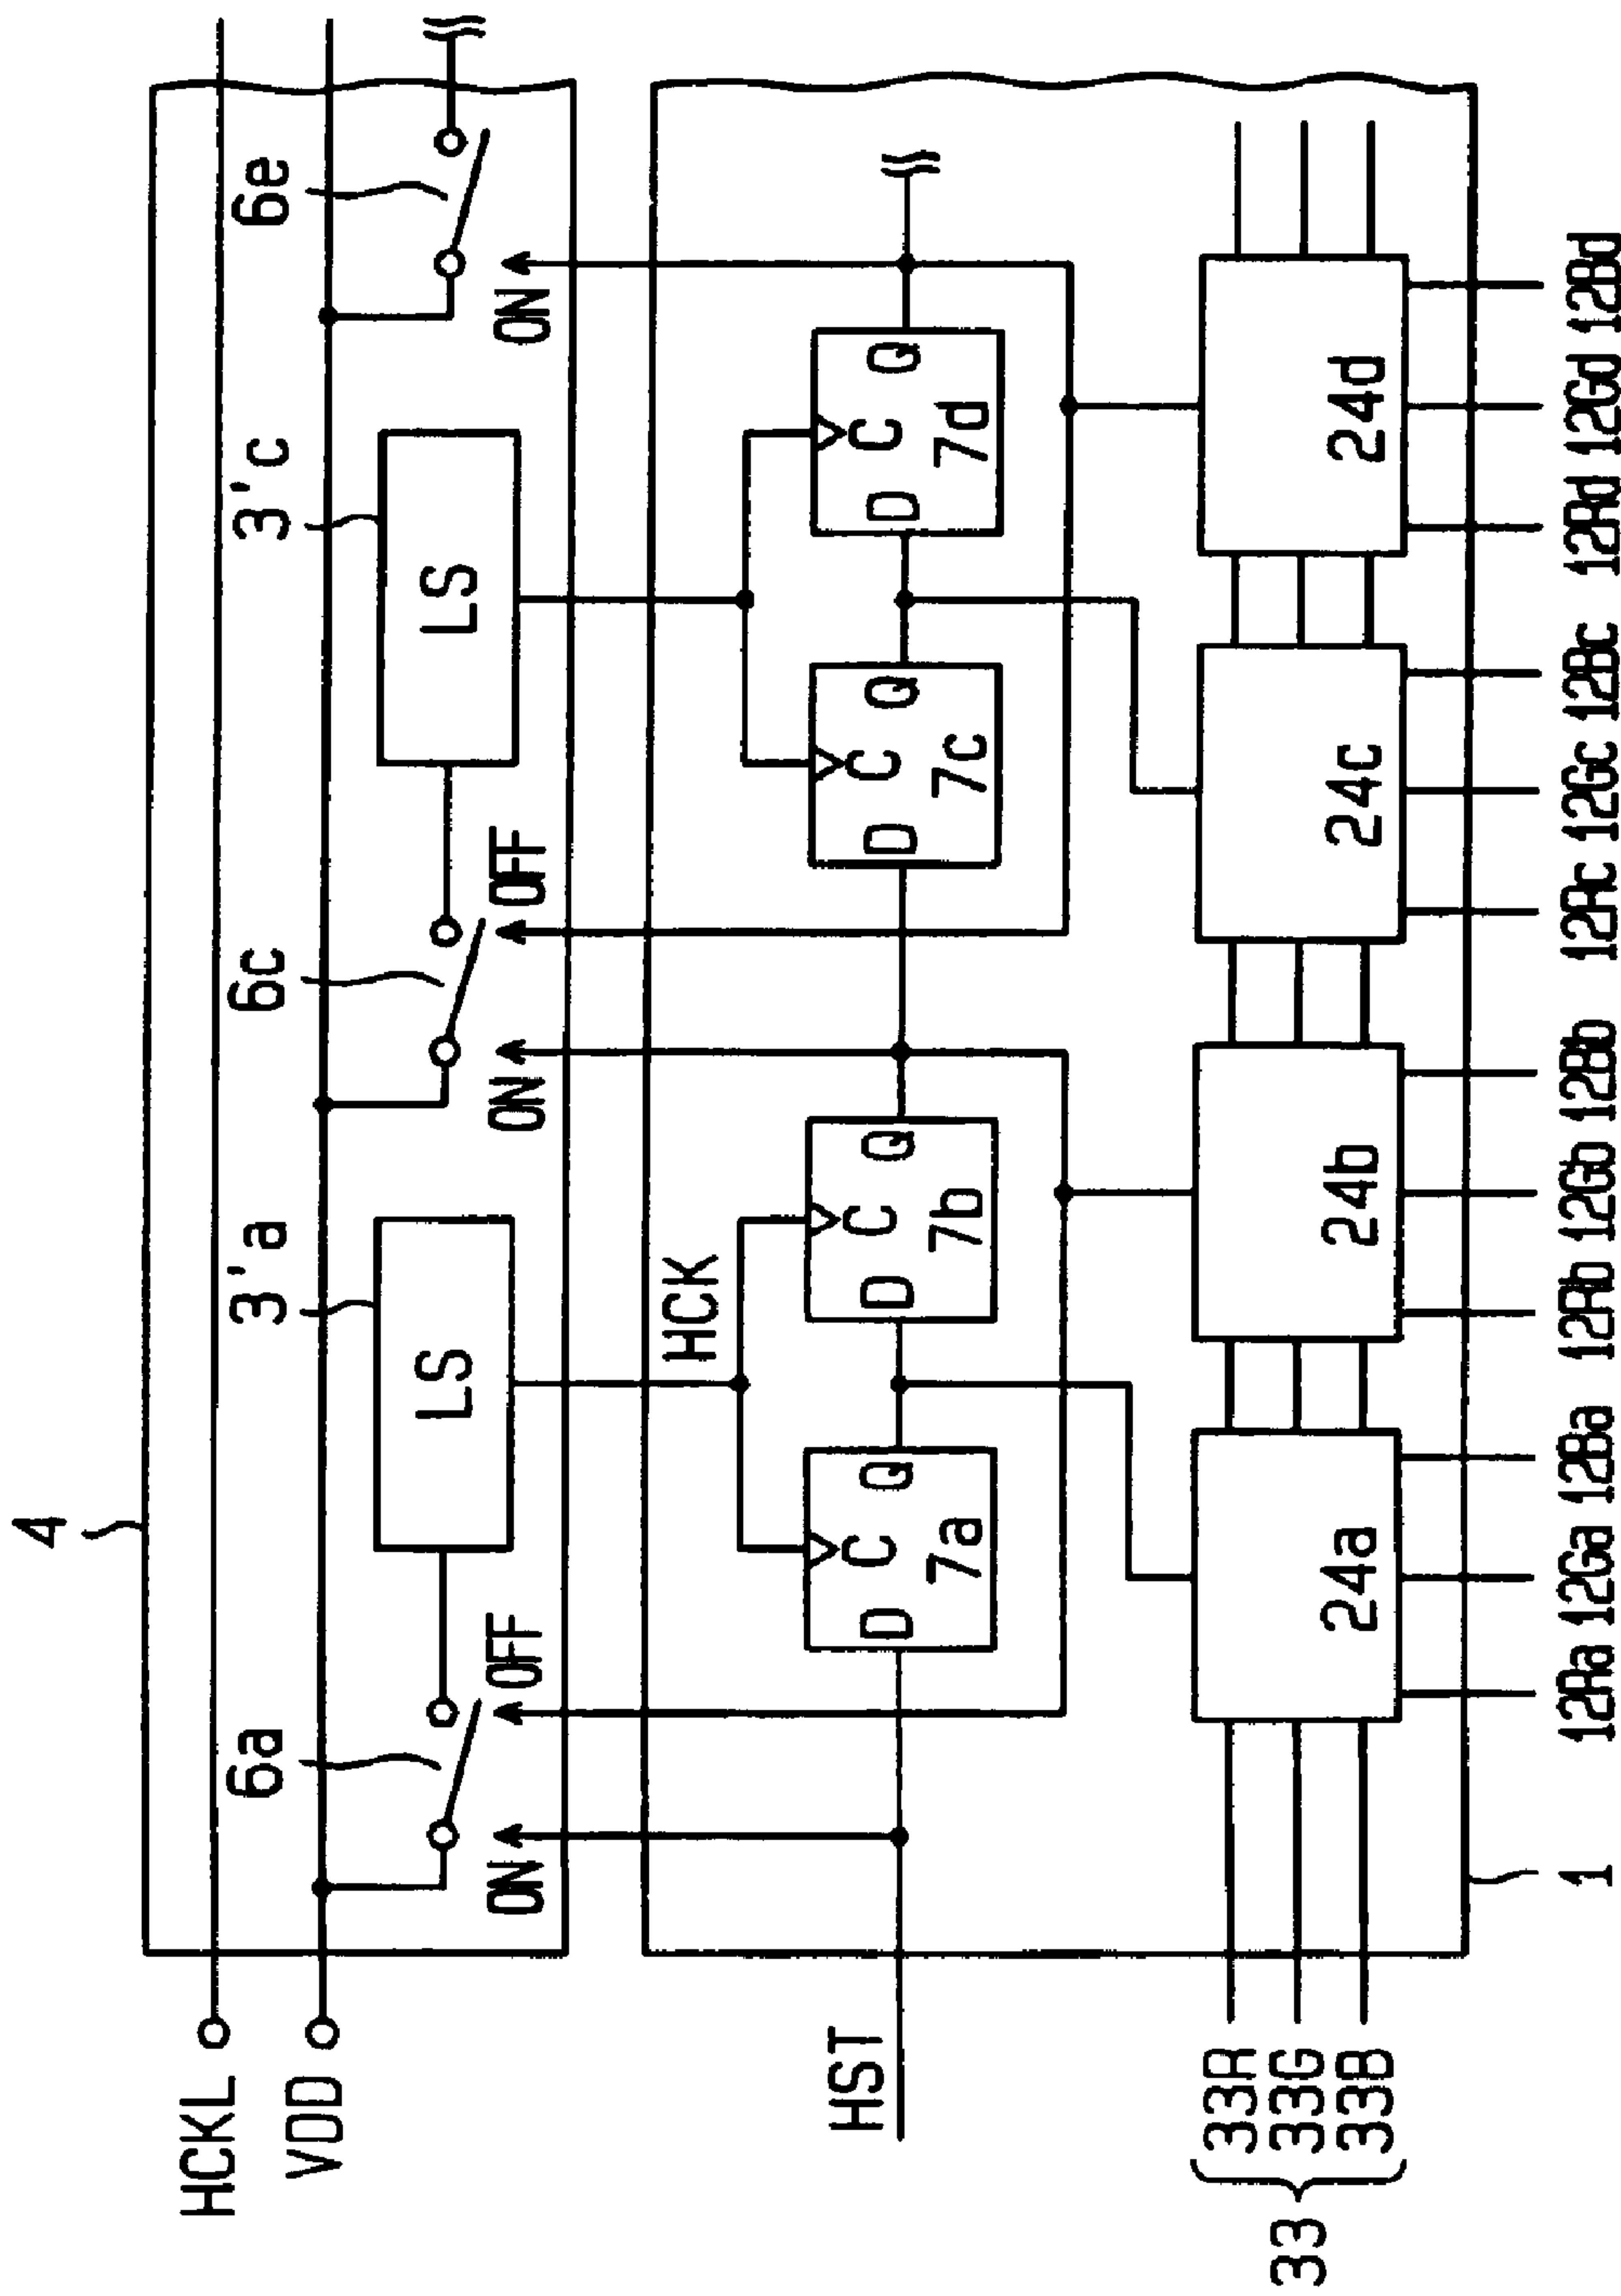 4
HCKL
VDD
6a
3'a
6c
3'c
6e
LS
LS
ON
OFF
ON
OFF
ON
HCK
HST
D
C
Q
7a
D
C
Q
7b
D
C
Q
7c
D
C
Q
7d
33
33R
33G
33B
24a
24b
24c
24d
1
12Ra
12Ga
12Ba
12Rb
12Gb
12Bb
12Rc
12Gc
12Bc
12Rd
12Gd
12Bd